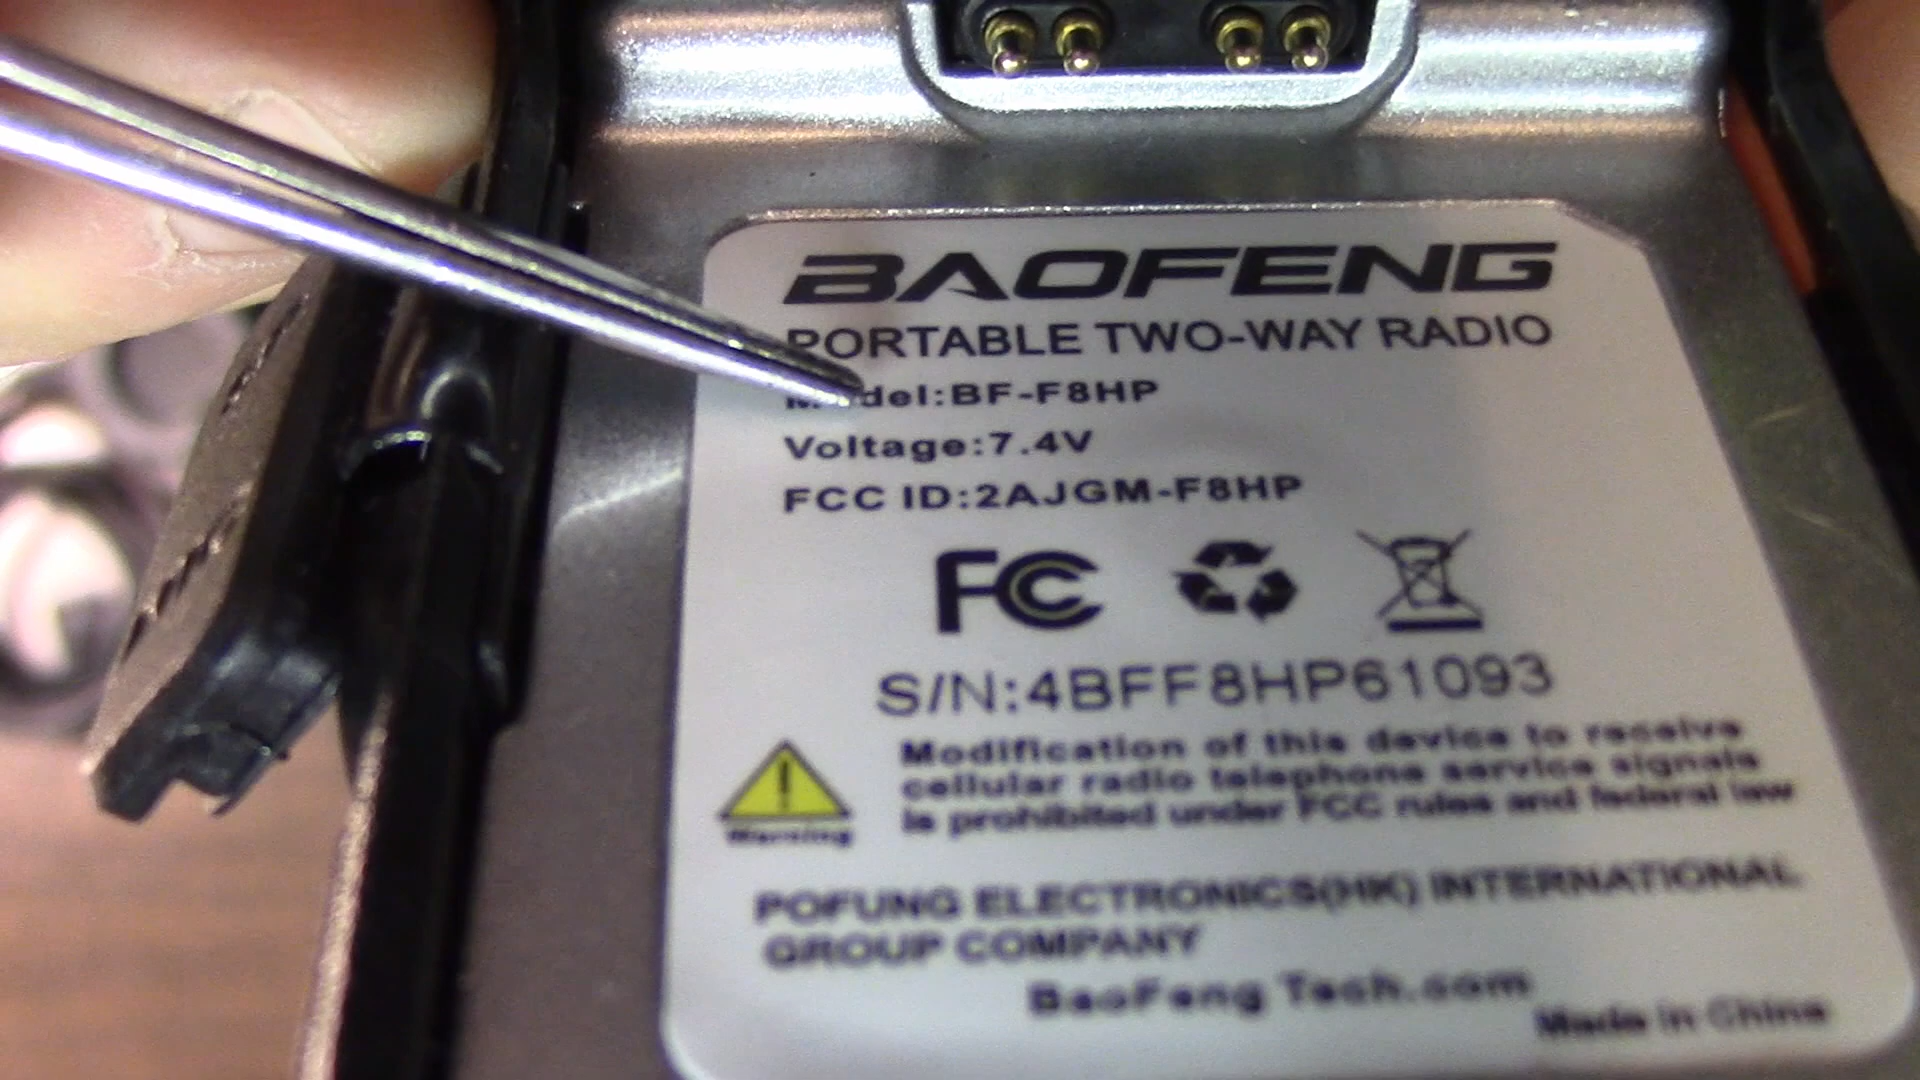 BAOFENG
PORTABLE TWO-WAY RADIO
Model:BF-F8HP
Voltage:7.4V
FCC ID:2AJGM-F8HP
FC
S/N:4BFF8HP61093
Modification of this device to receive
cellular radio telephone service signals
is prohibited under FCC rules and federal law
Warning
POFUNG ELECTRONICS(HK) INTERNATIONAL
GROUP COMPANY
BaoFeng Tech.com
Made in China